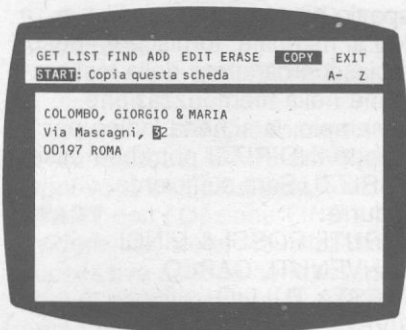 GET LIST FIND ADD EDIT ERASE COPY EXIT
START: Copia questa scheda A- Z
COLOMBO, GIORGIO & MARIA
Via Mascagni, 32
00197 ROMA